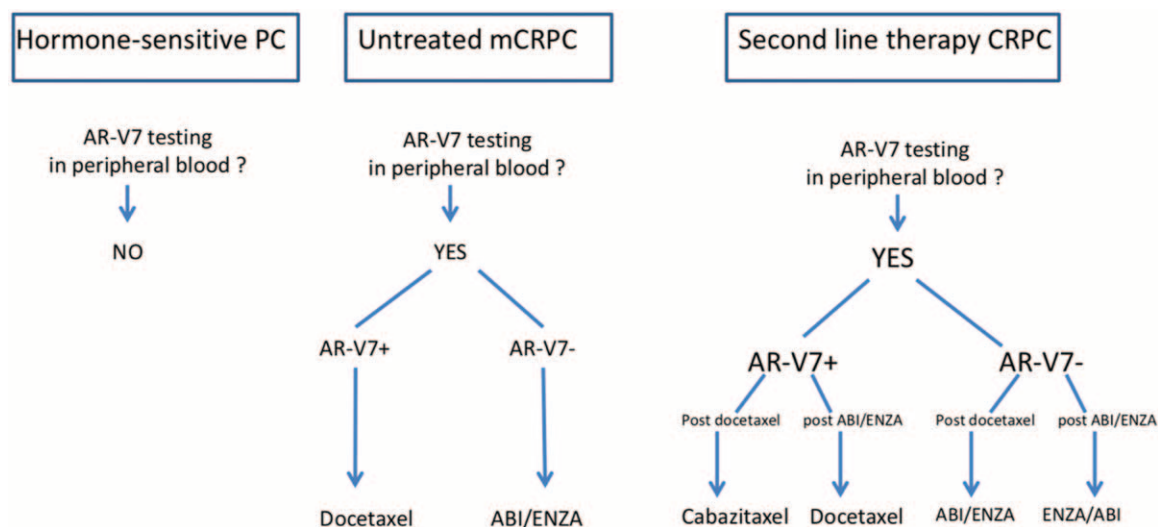 Hormone-sensitive PC
AR-V7 testing
in peripheral blood ?
NO
Untreated mCRPC
AR-V7 testing
in peripheral blood ?
YES
AR-V7+
AR-V7-
Docetaxel
ABI/ENZA
Second line therapy CRPC
AR-V7 testing
in peripheral blood ?
YES
AR-V7+
AR-V7-
Post docetaxel
post ABI/ENZA
Post docetaxel
post ABI/ENZA
Cabazitaxel
Docetaxel
ABI/ENZA
ENZA/ABI